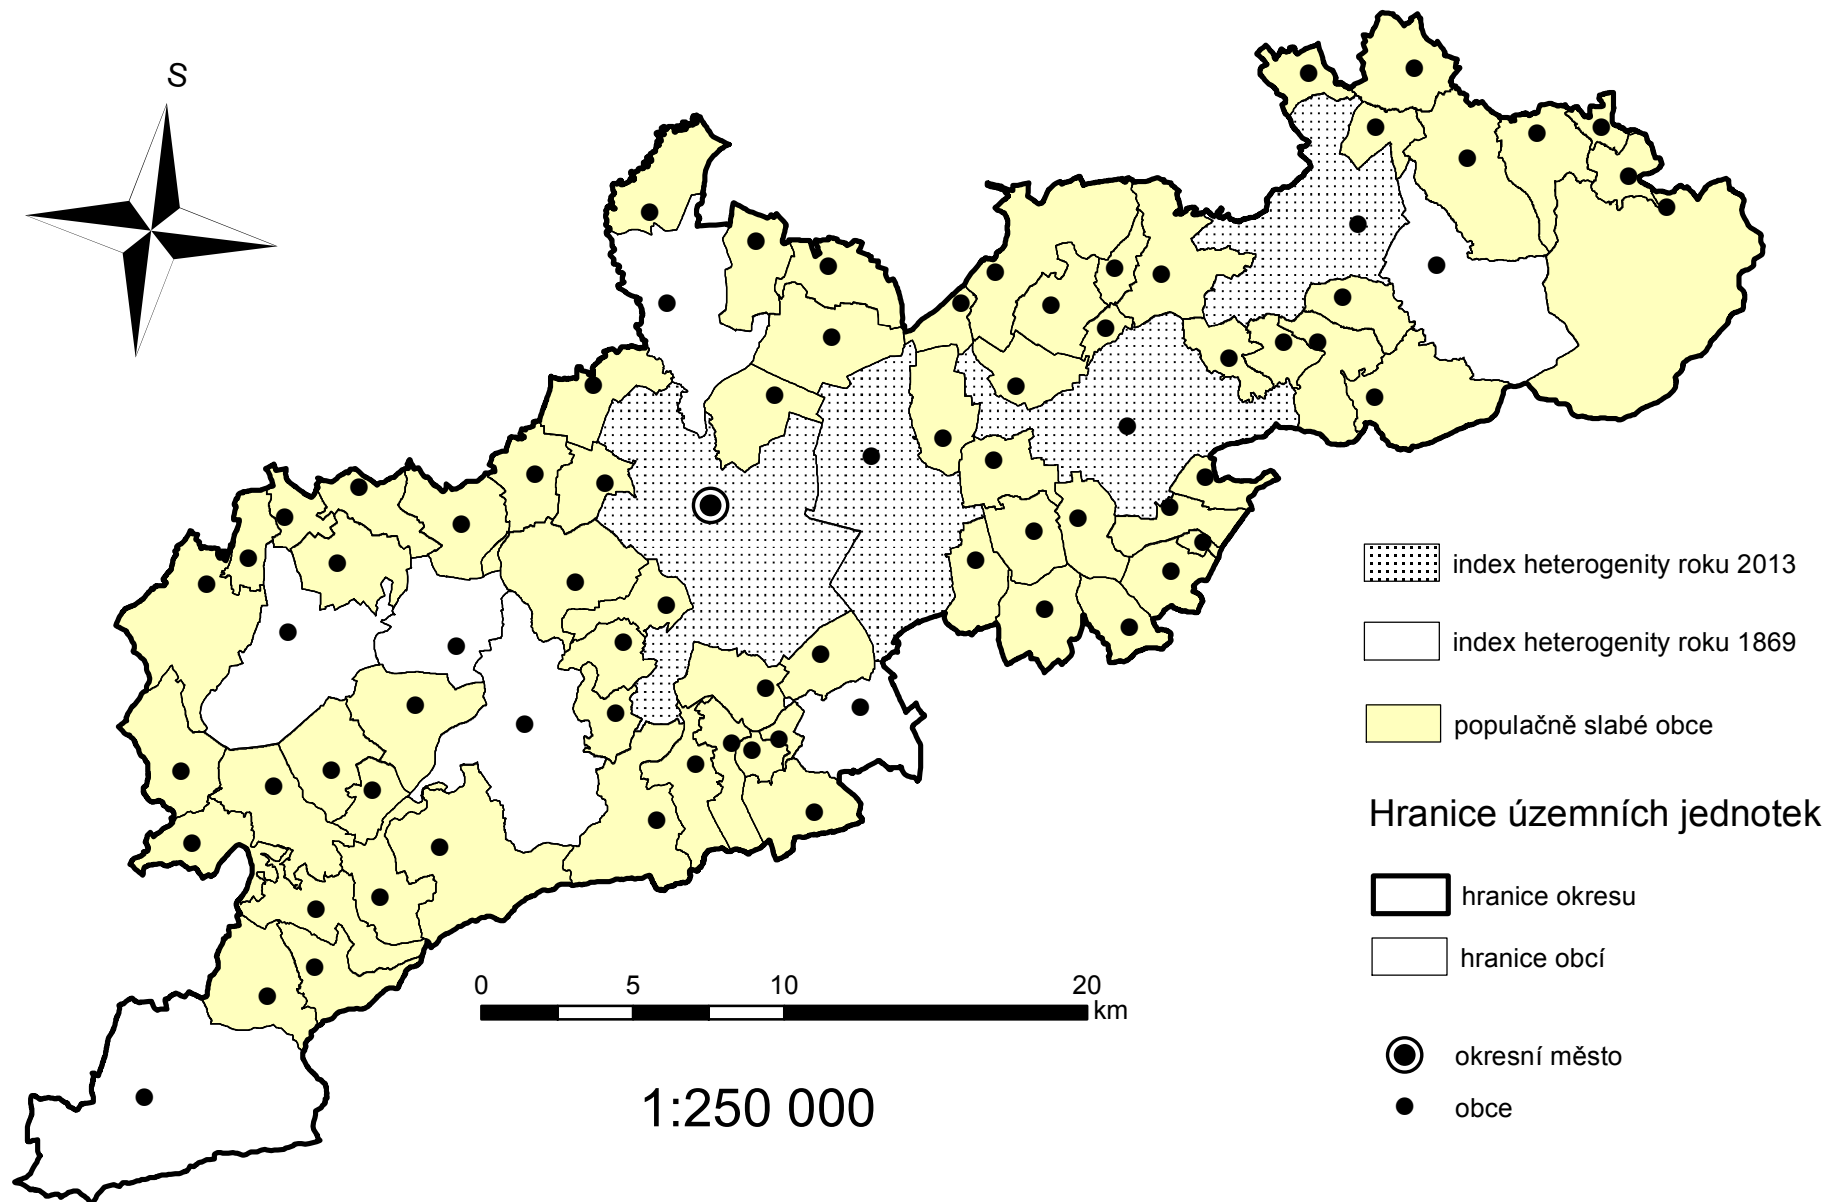 S
index heterogenity roku 2013
index heterogenity roku 1869
populačně slabé obce
Hranice územních jednotek
hranice okresu
hranice obcí
0 5 10 20
km
okresní město
1:250 000
obce